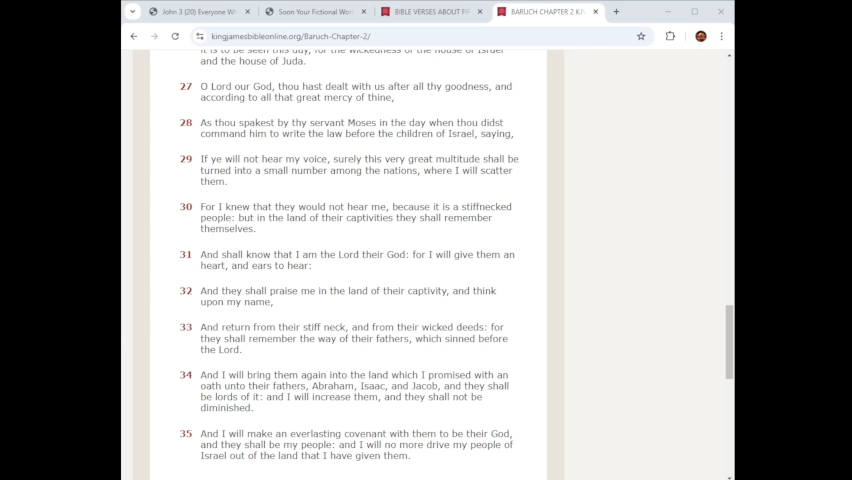 John 3 (20) Everyone Wh
Soon Your Fictional Wor
BIBLE VERSES ABOUT FIF
BARUCH CHAPTER 2 KJV
kingjamesbibleonline.org/Baruch-Chapter-2/
it is to be seen this day, for the wickedness of the house of Israel
and the house of Juda.
27 O Lord our God, thou hast dealt with us after all thy goodness, and
according to all that great mercy of thine,
28 As thou spakest by thy servant Moses in the day when thou didst
command him to write the law before the children of Israel, saying,
29 If ye will not hear my voice, surely this very great multitude shall be
turned into a small number among the nations, where I will scatter
them.
30 For I knew that they would not hear me, because it is a stiffnecked
people: but in the land of their captivities they shall remember
themselves.
31 And shall know that I am the Lord their God: for I will give them an
heart, and ears to hear:
32 And they shall praise me in the land of their captivity, and think
upon my name,
33 And return from their stiff neck, and from their wicked deeds: for
they shall remember the way of their fathers, which sinned before
the Lord.
34 And I will bring them again into the land which I promised with an
oath unto their fathers, Abraham, Isaac, and Jacob, and they shall
be lords of it: and I will increase them, and they shall not be
diminished.
35 And I will make an everlasting covenant with them to be their God,
and they shall be my people: and I will no more drive my people of
Israel out of the land that I have given them.